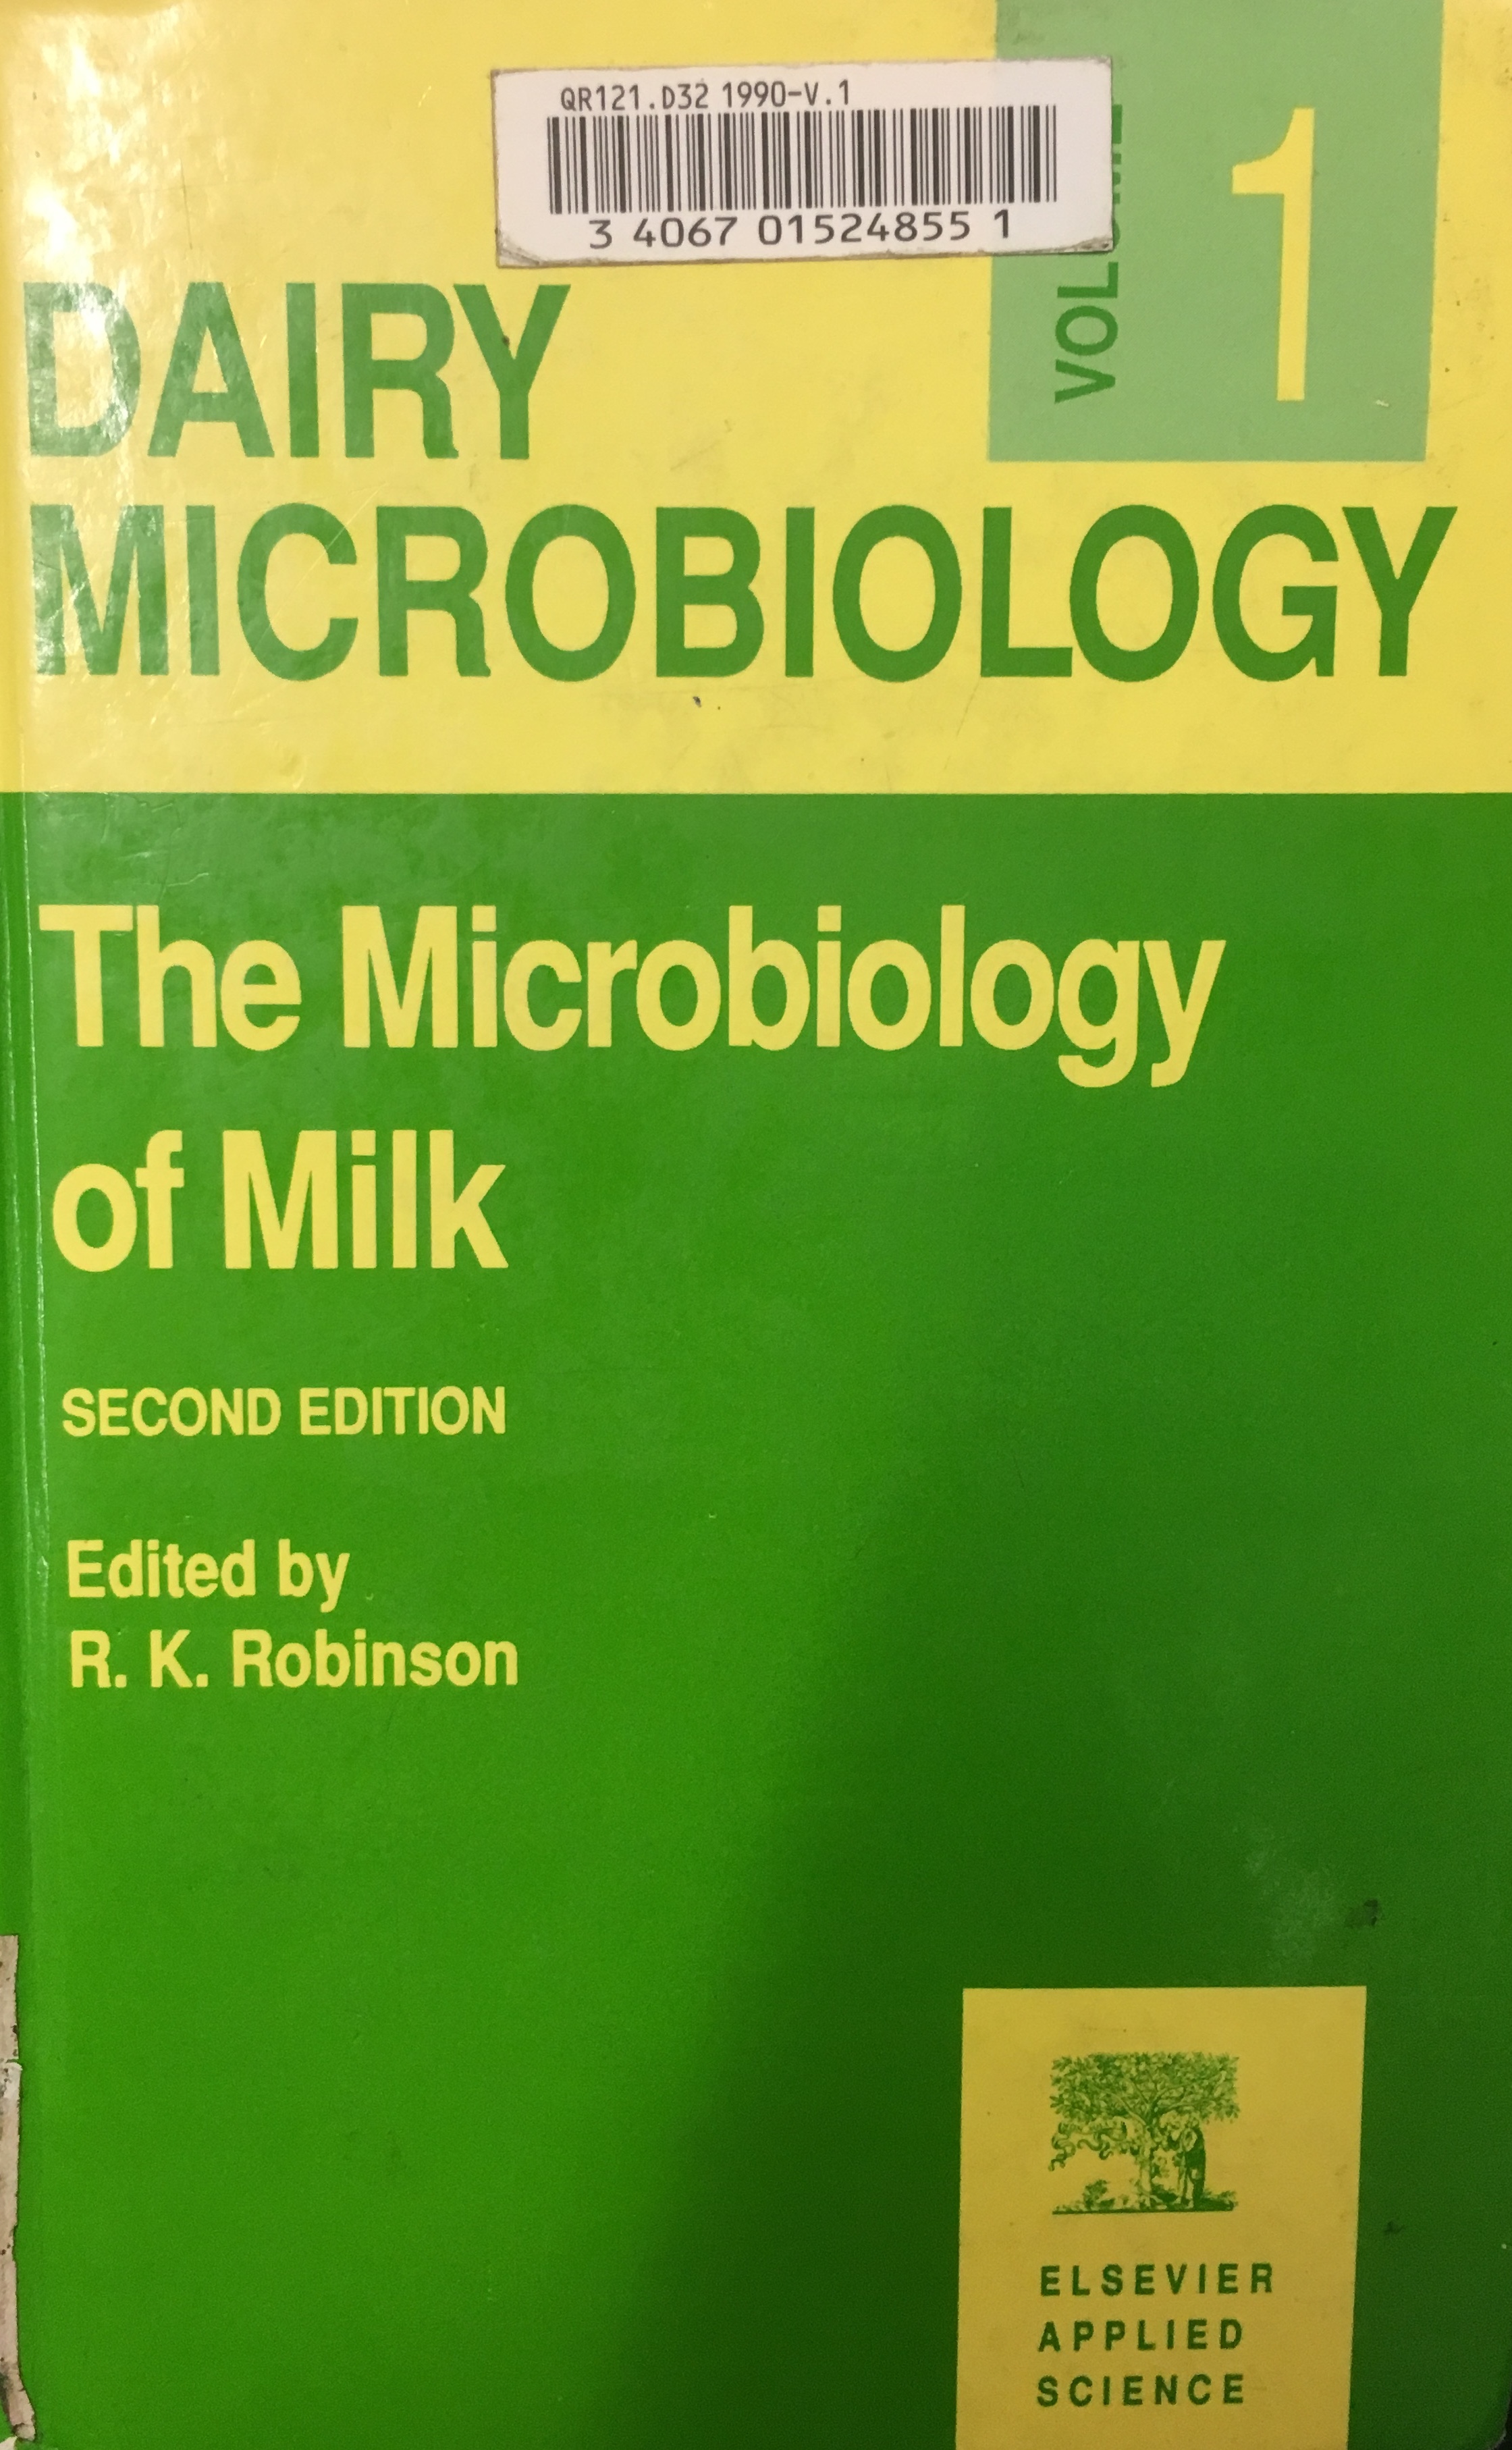 QR121.D32 1990-V.1
3 4067 01524855 1
1
DAIRY
MICROBIOLOGY
The Microbiology
of Milk
SECOND EDITION
Edited by
R. K. Robinson
ELSEVIER
APPLIED
SCIENCE